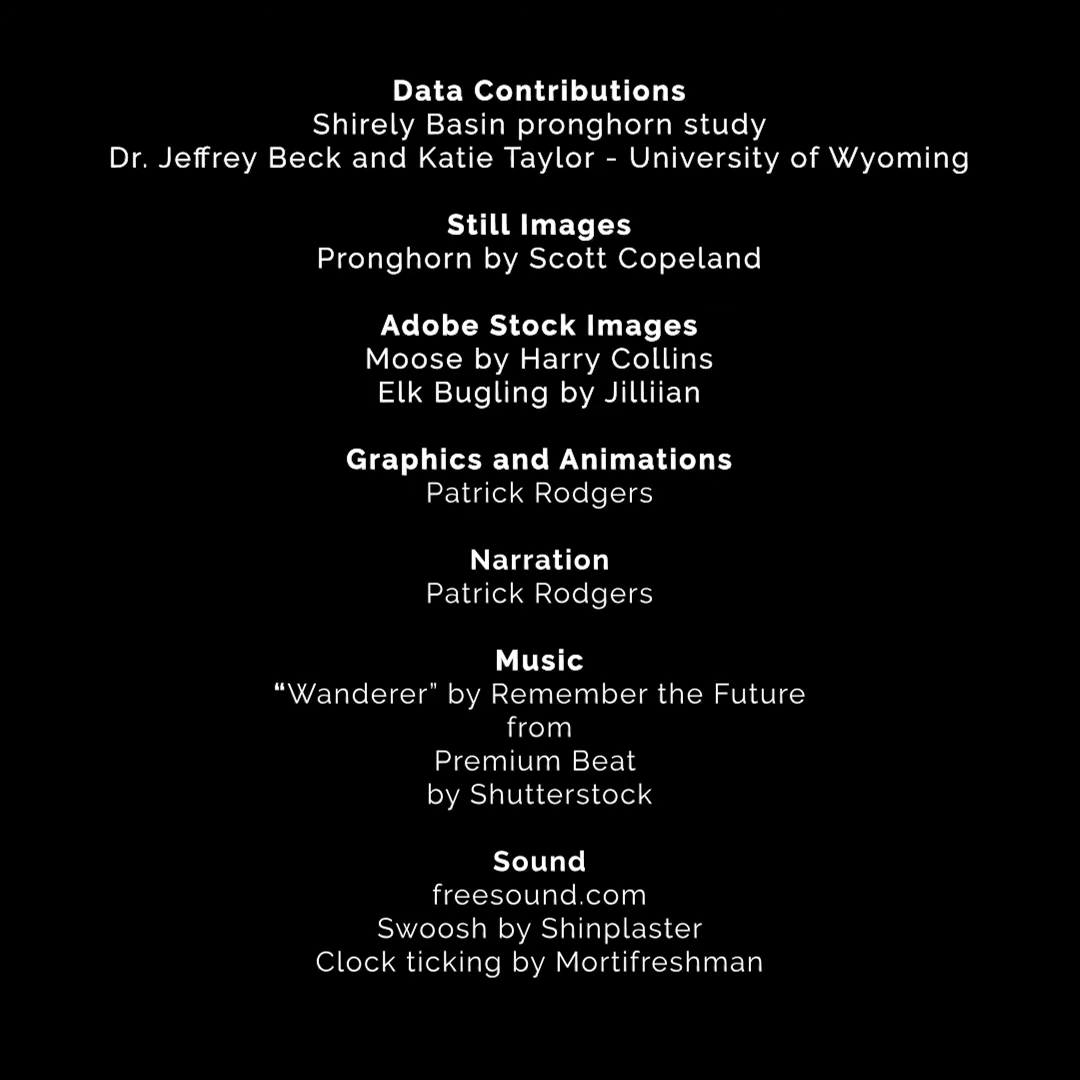 Data Contributions
Shirely Basin pronghorn study
Dr. Jeffrey Beck and Katie Taylor - University of Wyoming
Still Images
Pronghorn by Scott Copeland
Adobe Stock Images
Moose by Harry Collins
Elk Bugling by Jilliian
Graphics and Animations
Patrick Rodgers
Narration
Patrick Rodgers
Music
“Wanderer” by Remember the Future
from
Premium Beat
by Shutterstock
Sound
freesound.com
Swoosh by Shinplaster
Clock ticking by Mortifreshman